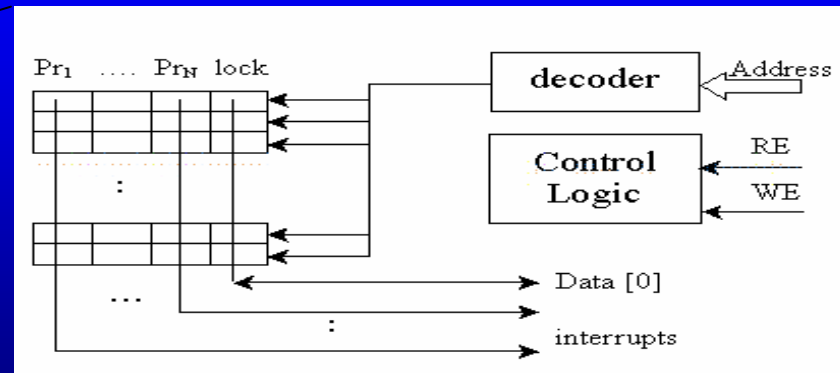 Pr₁ .... Prₙ lock
decoder
Address
:
Control
Logic
RE
WE
...
Data [0]
:
interrupts